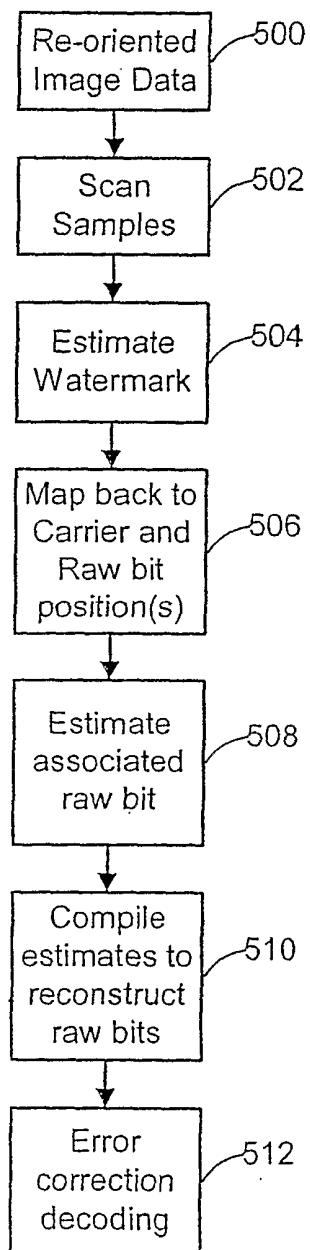 Re-oriented
Image Data
500
Scan
Samples
502
Estimate
Watermark
504
Map back to
Carrier and
Raw bit
position(s)
506
Estimate
associated
raw bit
508
Compile
estimates to
reconstruct
raw bits
510
Error
correction
decoding
512